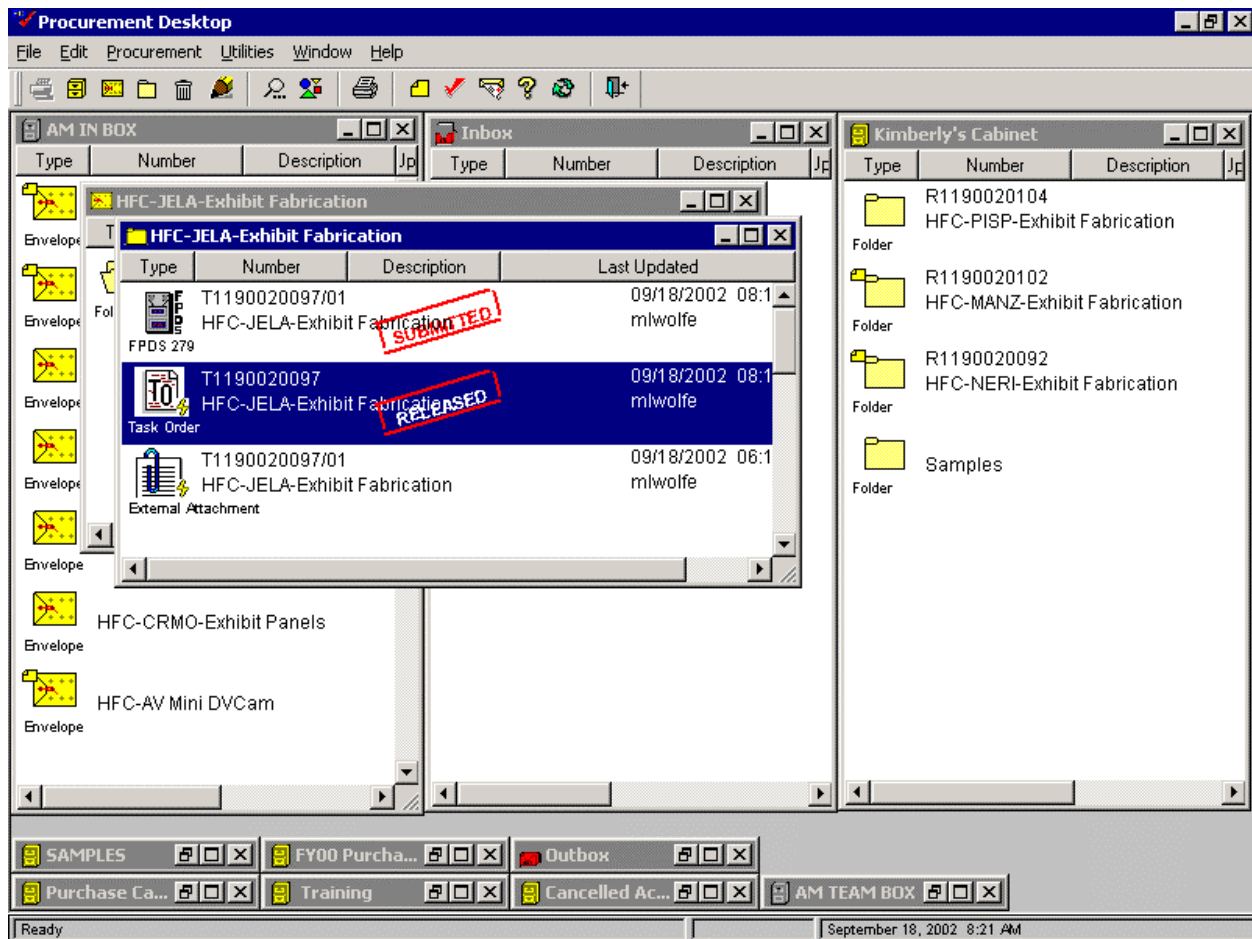 Procurement Desktop
File Edit Procurement Utilities Window Help
AM IN BOX
Type Number Description Jp
Envelope
Envelope
Envelope
Envelope
Envelope
HFC-CRMO-Exhibit Panels
Envelope
HFC-AV Mini DVCam
Envelope
HFC-JELA-Exhibit Fabrication
T
Fol
HFC-JELA-Exhibit Fabrication
Type Number Description Last Updated
T1190020097/01 09/18/2002 08:1
HFC-JELA-Exhibit Fabrication mlwolfe
SUBMITTED
FPDS
FPDS 279
T1190020097 09/18/2002 08:1
HFC-JELA-Exhibit Fabrication mlwolfe
RELEASED
TO
Task Order
T1190020097/01 09/18/2002 06:1
HFC-JELA-Exhibit Fabrication mlwolfe
External Attachment
Inbox
Type Number Description Jp
Kimberly's Cabinet
Type Number Description Jp
R1190020104
HFC-PISP-Exhibit Fabrication
Folder
R1190020102
HFC-MANZ-Exhibit Fabrication
Folder
R1190020092
HFC-NERI-Exhibit Fabrication
Folder
Samples
Folder
SAMPLES FY00 Purcha... Outbox
Purchase Ca... Training Cancelled Ac... AM TEAM BOX
Ready September 18, 2002 8:21 AM